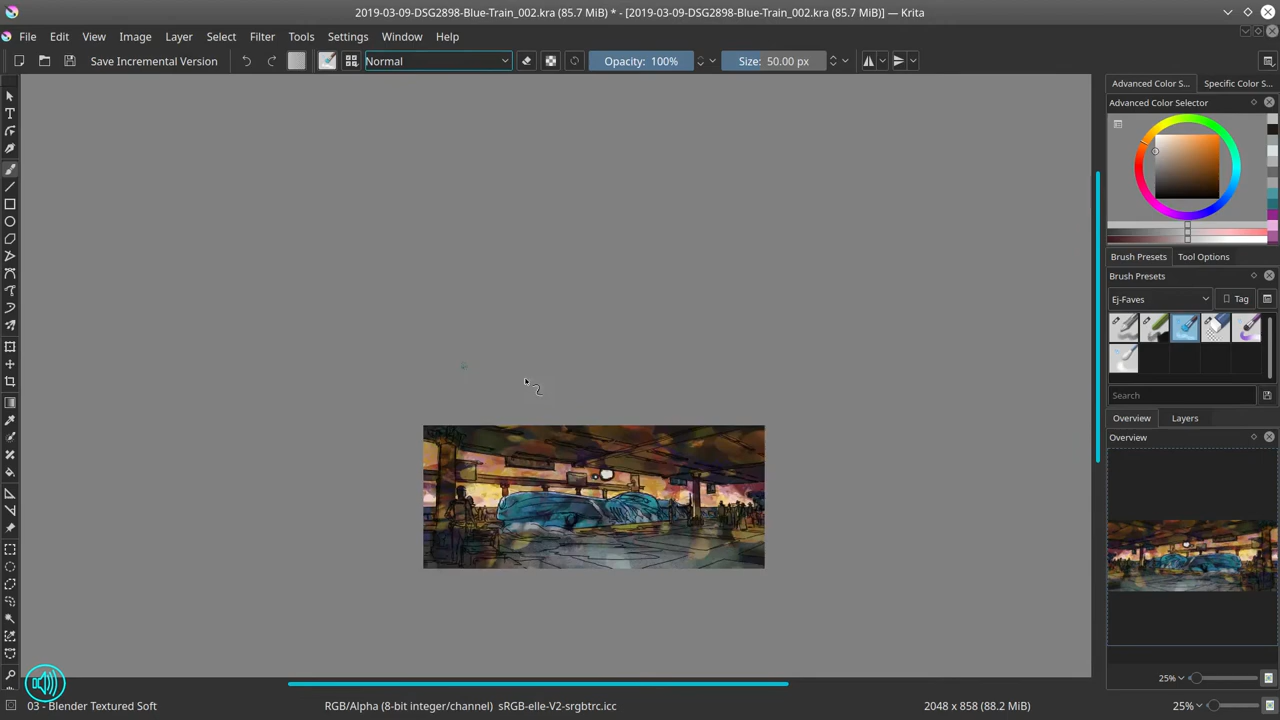 2019-03-09-DSG2898-Blue-Train_002.kra (85.7 MiB) * - [2019-03-09-DSG2898-Blue-Train_002.kra (85.7 MiB)] — Krita
File Edit View Image Layer Select Filter Tools Settings Window Help
Save Incremental Version Normal Opacity: 100% Size: 50.00 px
Advanced Color S... Specific Color S...
Advanced Color Selector
Brush Presets Tool Options
Brush Presets
Ej-Faves Tag
Search
Overview Layers
Overview
25%
03 - Blender Textured Soft RGB/Alpha (8-bit integer/channel) sRGB-elle-V2-srgbtrc.icc 2048 x 858 (88.2 MiB) 25%